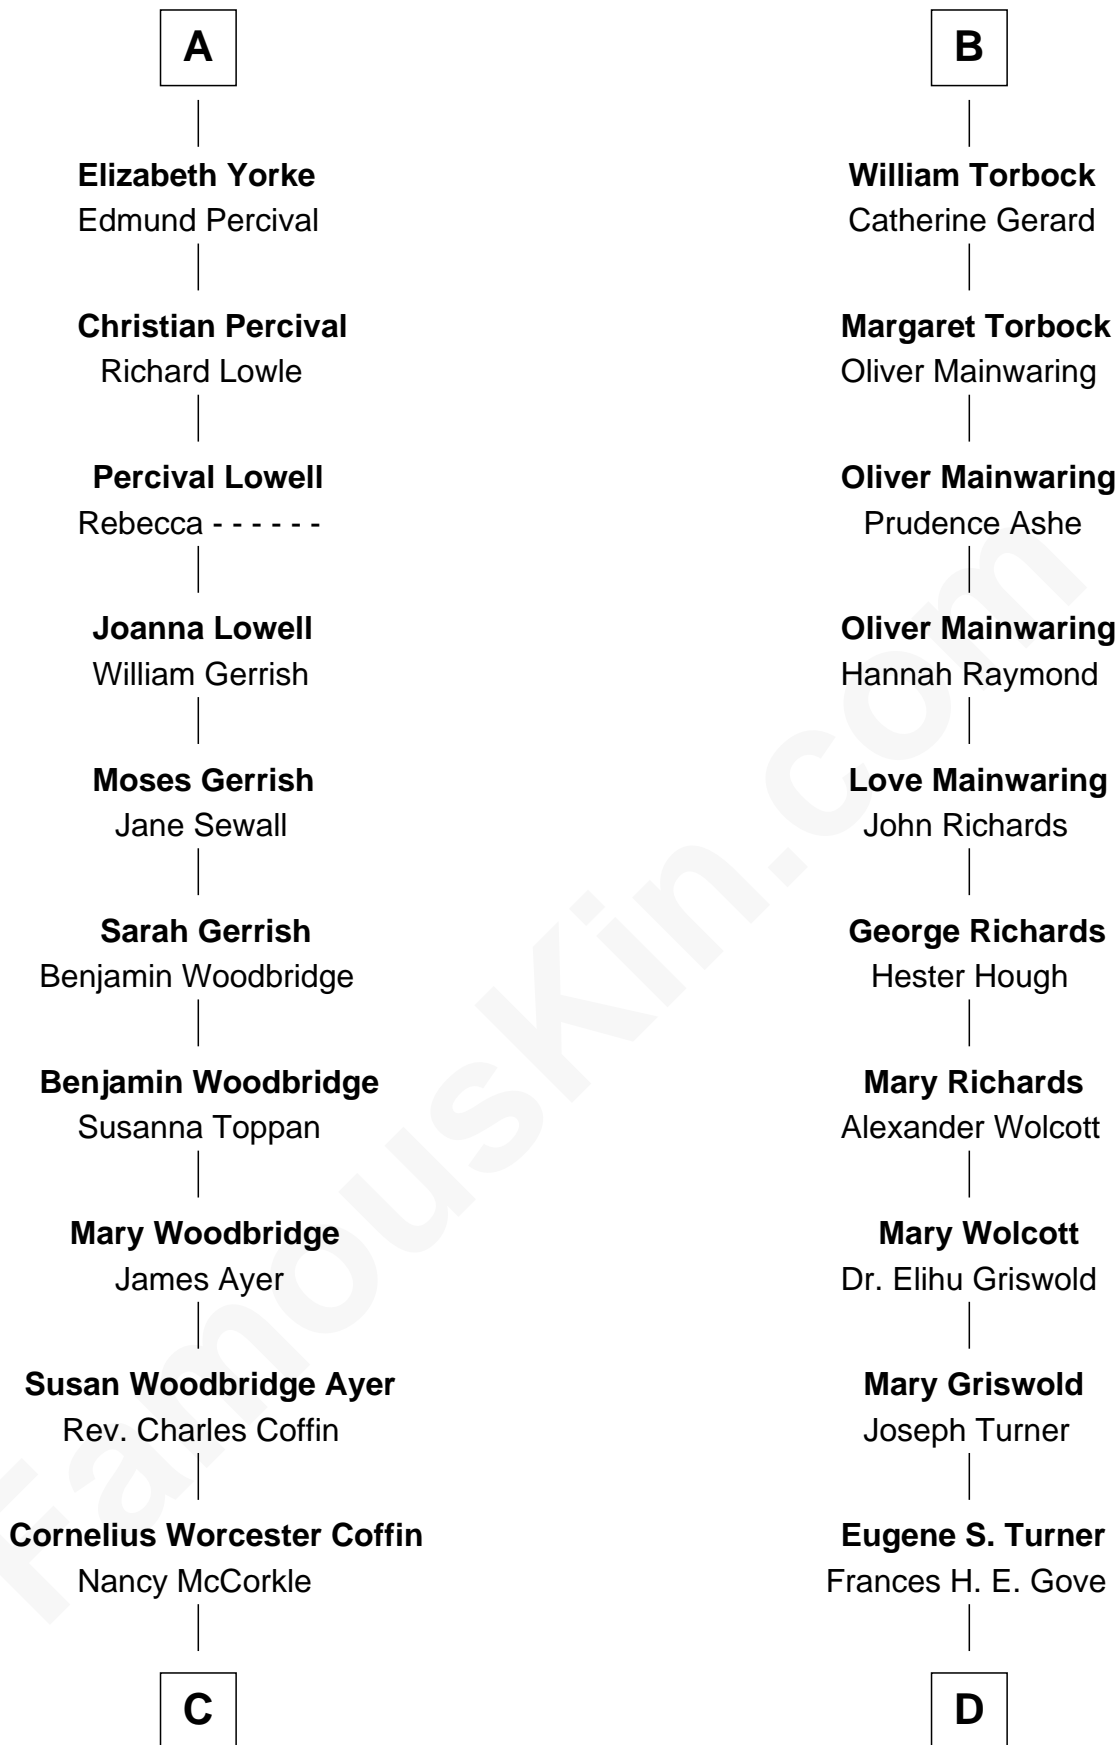 A
Elizabeth Yorke
Edmund Percival
Christian Percival
Richard Lowle
Percival Lowell
Rebecca - - - - - -
Joanna Lowell
William Gerrish
Moses Gerrish
Jane Sewall
Sarah Gerrish
Benjamin Woodbridge
Benjamin Woodbridge
Susanna Toppan
Mary Woodbridge
James Ayer
Susan Woodbridge Ayer
Rev. Charles Coffin
Cornelius Worcester Coffin
Nancy McCorkle
C
B
William Torbock
Catherine Gerard
Margaret Torbock
Oliver Mainwaring
Oliver Mainwaring
Prudence Ashe
Oliver Mainwaring
Hannah Raymond
Love Mainwaring
John Richards
George Richards
Hester Hough
Mary Richards
Alexander Wolcott
Mary Wolcott
Dr. Elihu Griswold
Mary Griswold
Joseph Turner
Eugene S. Turner
Frances H. E. Gove
D
FamousKin.com